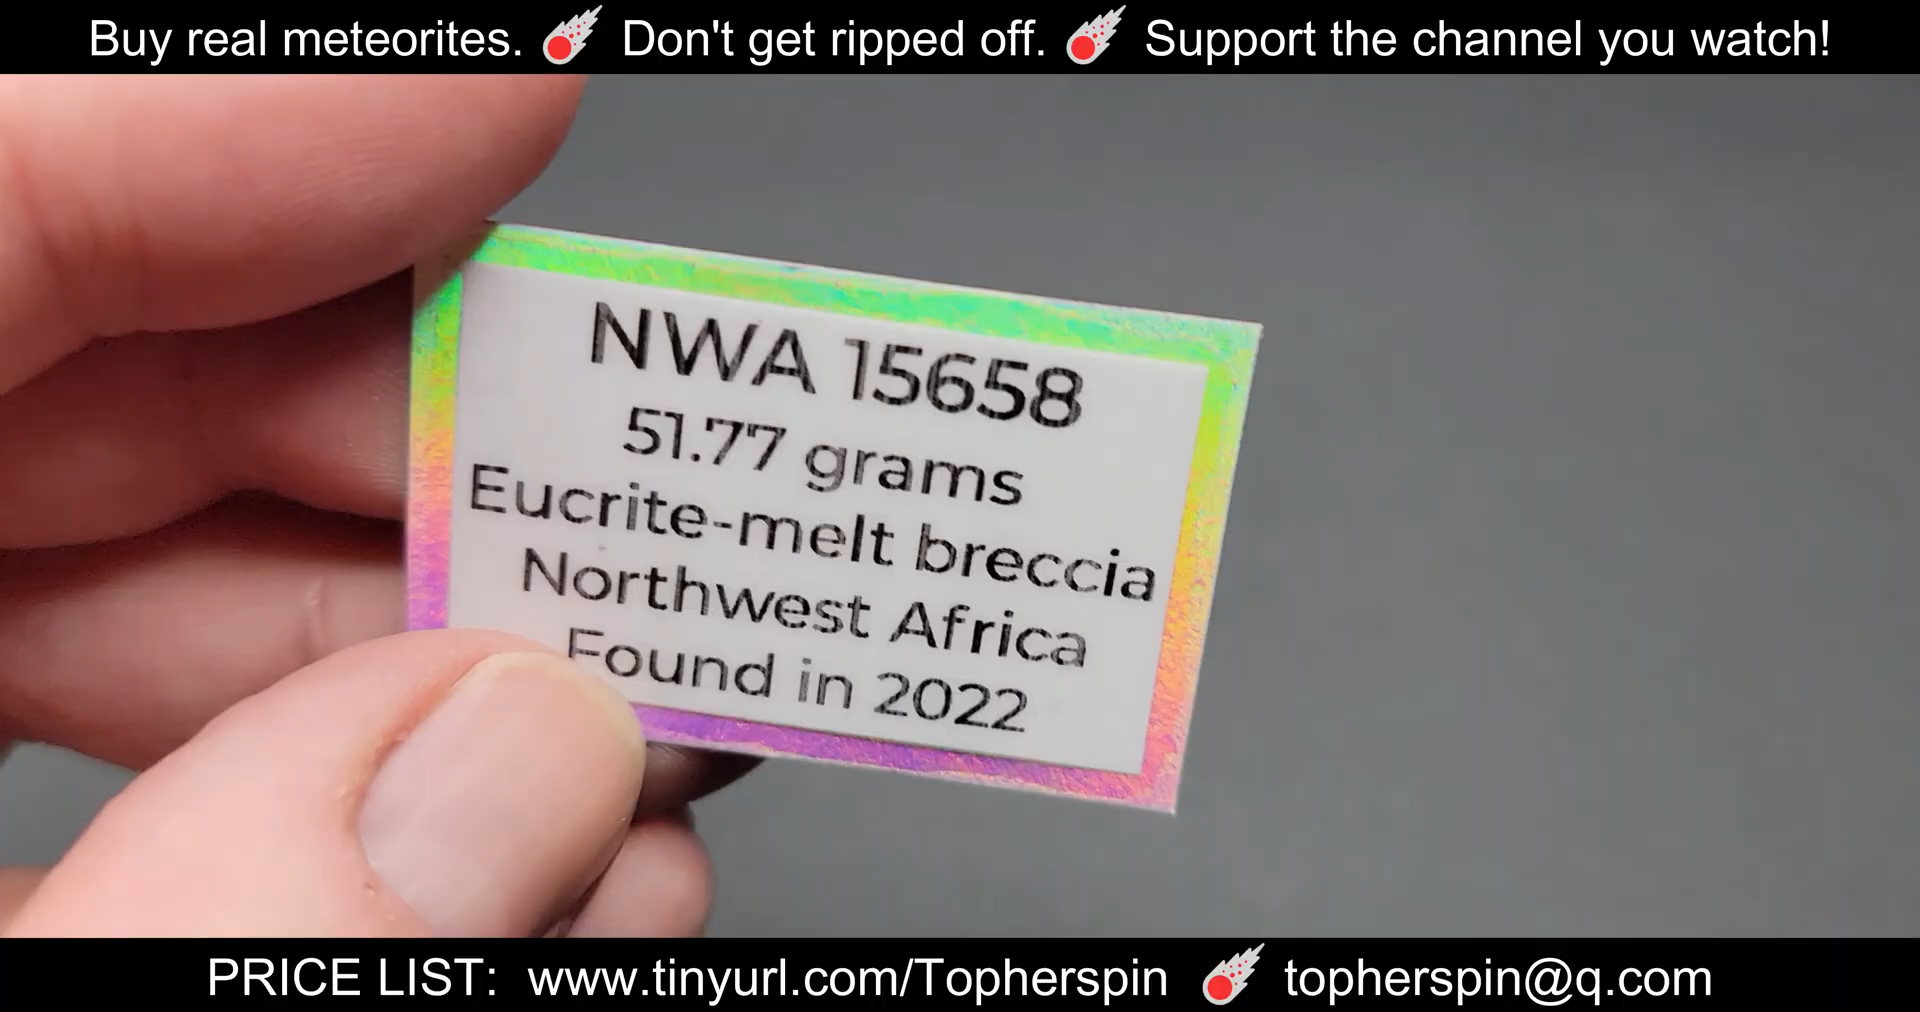 Buy real meteorites. Don't get ripped off. Support the channel you watch!
NWA 15658
51.77 grams
Eucrite-melt breccia
Northwest Africa
Found in 2022
PRICE LIST: www.tinyurl.com/Topherspin topherspin@q.com